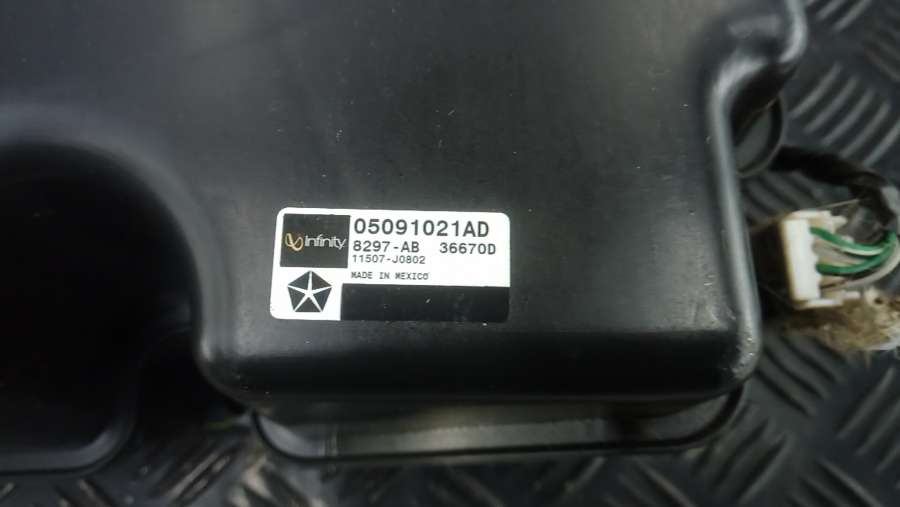 infinity
05091021AD
8297-AB 36670D
11507-J0802
MADE IN MEXICO